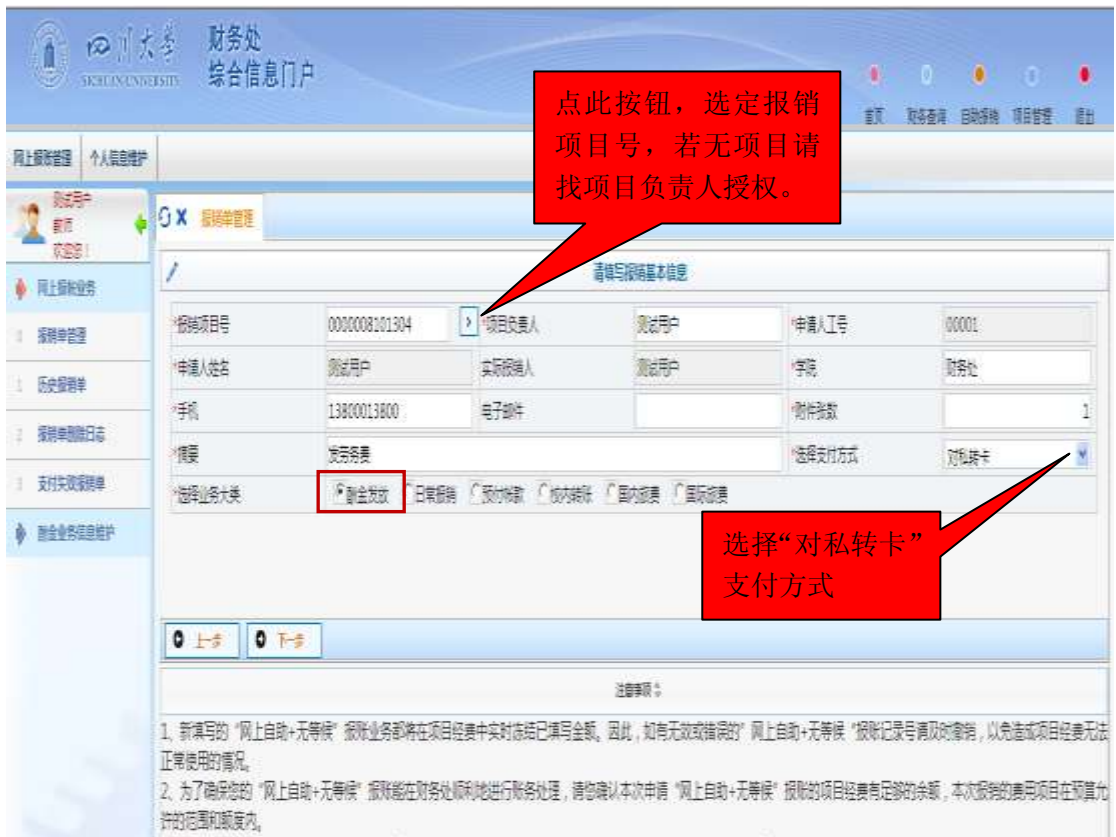 四川大学
SICHUAN UNIVERSITY
财务处
综合信息门户
首页 财务查询 自助报销 项目管理 退出
点此按钮，选定报销
项目号，若无项目请
找项目负责人授权。
网上报账管理 个人信息维护
测试用户
教师
欢迎您！
报销单管理
网上报账业务
报销单管理
历史报销单
报销单删除日志
支付失败报销单
酬金业务信息维护
请填写报销基本信息
*报销项目号 0000008101304 *项目负责人 测试用户 *申请人工号 00001
*申请人姓名 测试用户 实际报销人 测试用户 *学院 财务处
*手机 13800013800 电子邮件 *附件张数 1
*摘要 发劳务费 *选择支付方式 对私转卡
*选择业务大类 酬金发放 日常报销 预付帐款 校内转账 国内旅费 国际旅费
选择“对私转卡”
支付方式
上一步 下一步
注意事项：
1、新填写的“网上自助+无等候”报账业务都将在项目经费中实时冻结已填写金额。因此，如有无效或错误的”网上自助+无等候“报账记录号请及时撤销，以免造成项目经费无法
正常使用的情况。
2、为了确保您的“网上自助+无等候”报账能在财务处顺利地进行账务处理，请您确认本次申请“网上自助+无等候”报账的项目经费有足够的余额，本次报销的费用项目在预算允
许的范围和额度内。